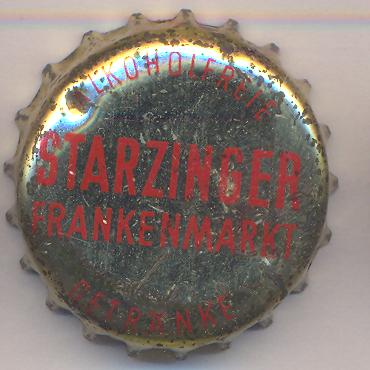 ALKOHOLFREIE
STARZINGER
FRANKENMARKT
GETRÄNKE